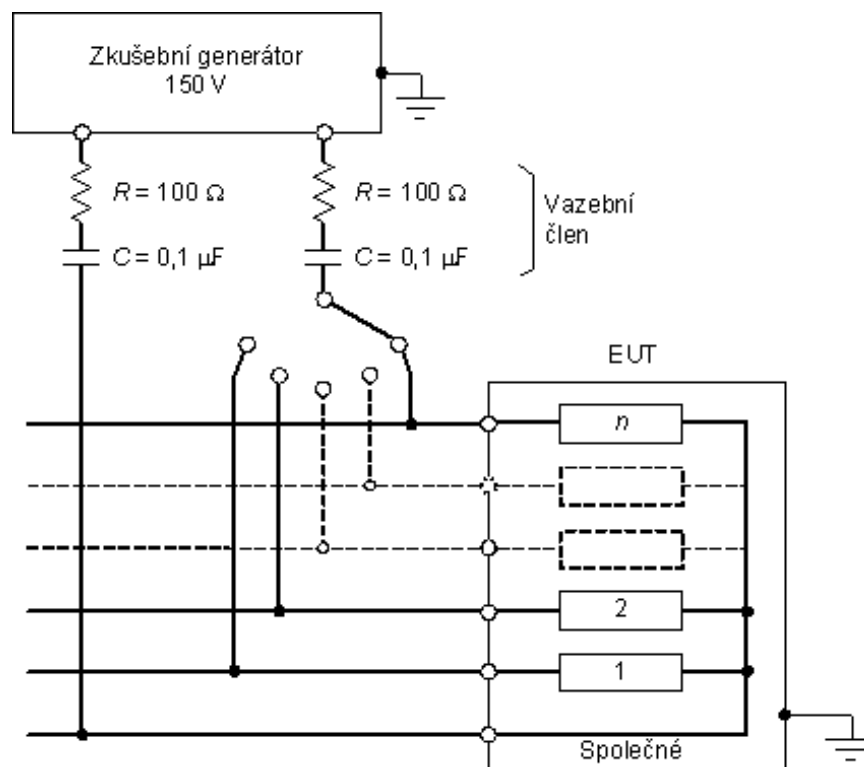 Zkušební generátor
150 V
R = 100 Ω
R = 100 Ω
Vazební
člen
C = 0,1 µF
C = 0,1 µF
EUT
n
2
1
Společné